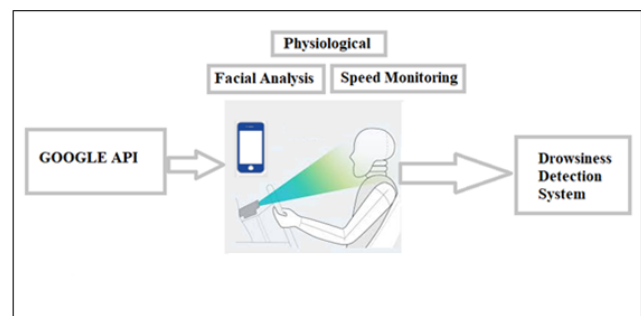 Physiological
Facial Analysis
Speed Monitoring
GOOGLE API
Drowsiness
Detection
System